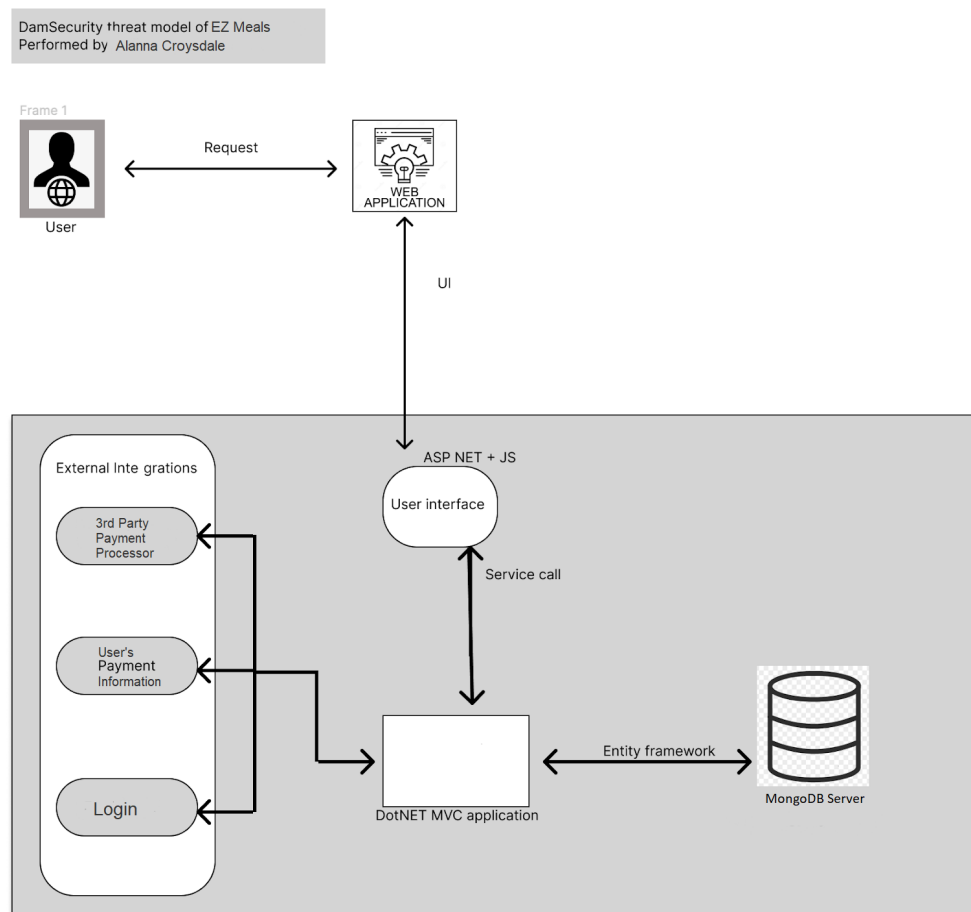 DamSecurity threat model of EZ Meals
Performed by Alanna Croysdale
Frame 1
User
Request
WEB
APPLICATION
UI
ASP NET + JS
User interface
Service call
External Inte grations
3rd Party
Payment
Processor
User's
Payment
Information
Login
DotNET MVC application
Entity framework
MongoDB Server